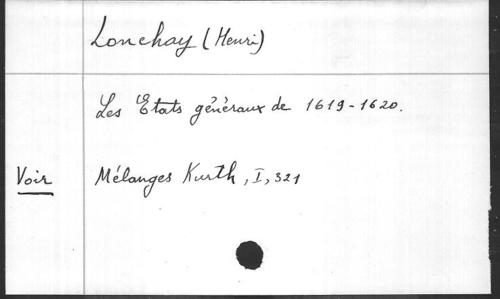 Lonchay (Henri)
Les Etats généraux de 1619-1620.
Voir Mélanges Kurth, I, 321